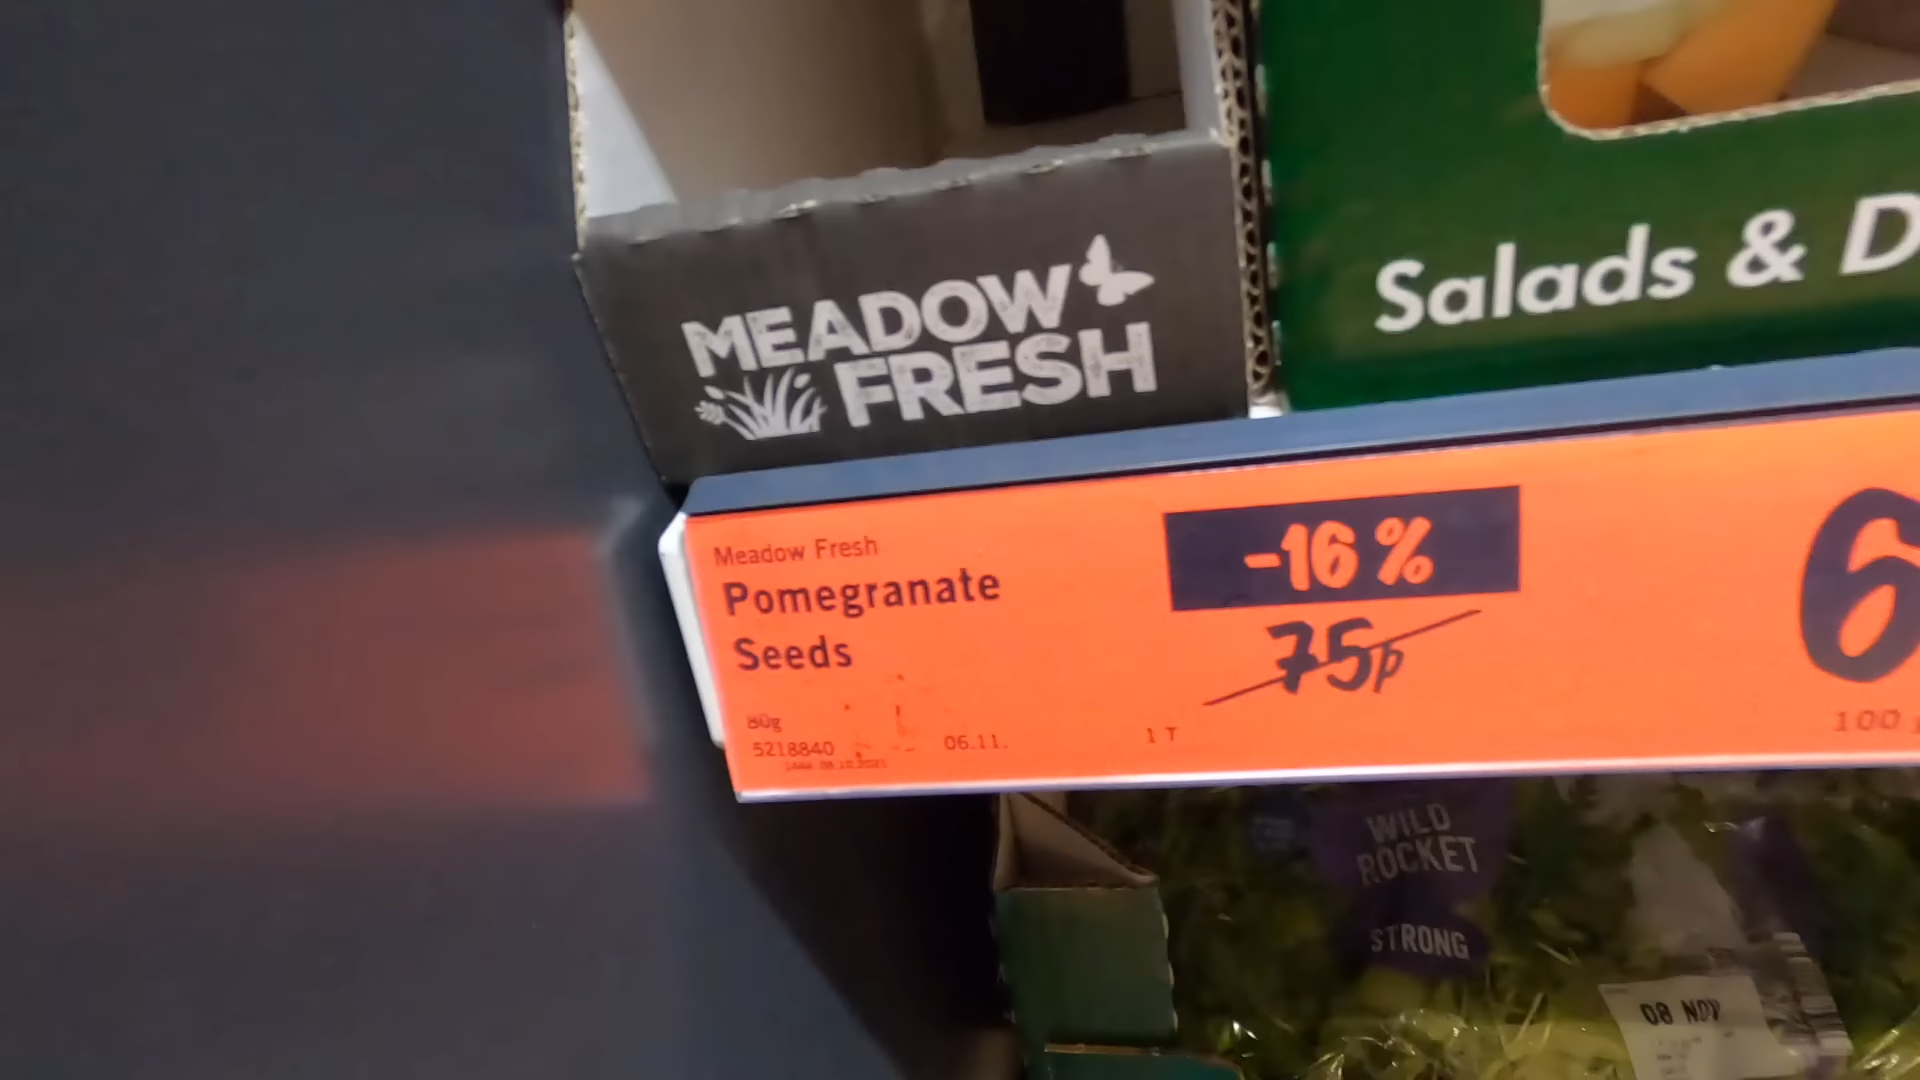 MEADOW
FRESH
Salads & D
Meadow Fresh
Pomegranate
Seeds
-16%
75p
6
80g
5218840
06.11.
1 T
100
WILD
ROCKET
STRONG
08 NOV